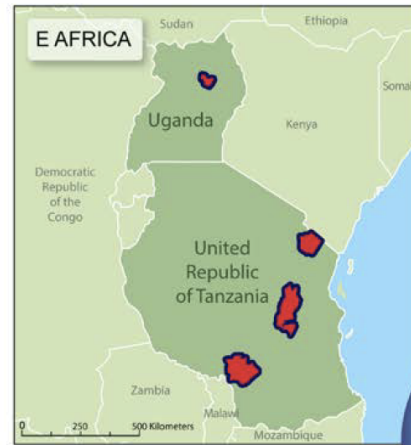 Sudan
Ethiopia
E AFRICA
Somal
Uganda
Kenya
Democratic
Republic
of the
Congo
United
Republic
of Tanzania
Zambia
0 250 500 Kilometers
Malawi
Mozambique